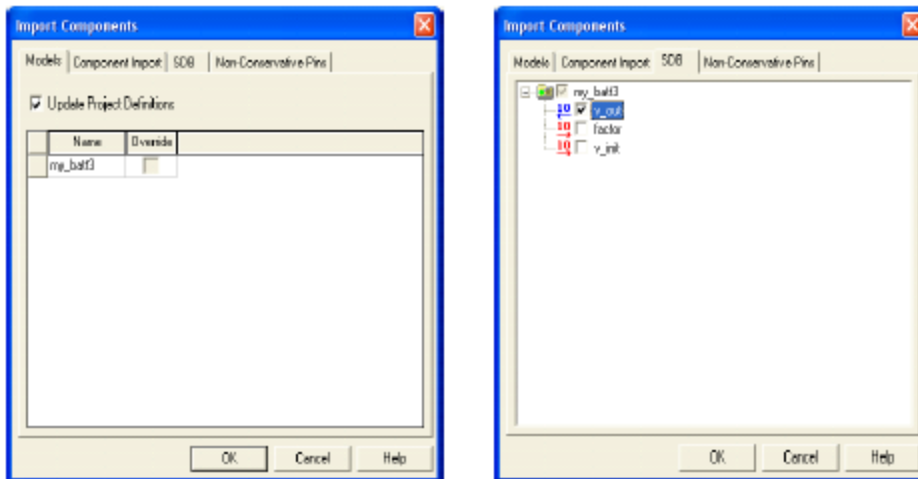 Import Components
Models Component Import SDB Non-Conservative Pins
Update Project Definitions
Name Override
my_batt3
OK Cancel Help
Import Components
Models Component Import SDB Non-Conservative Pins
my_batt3
v_out
factor
v_init
OK Cancel Help